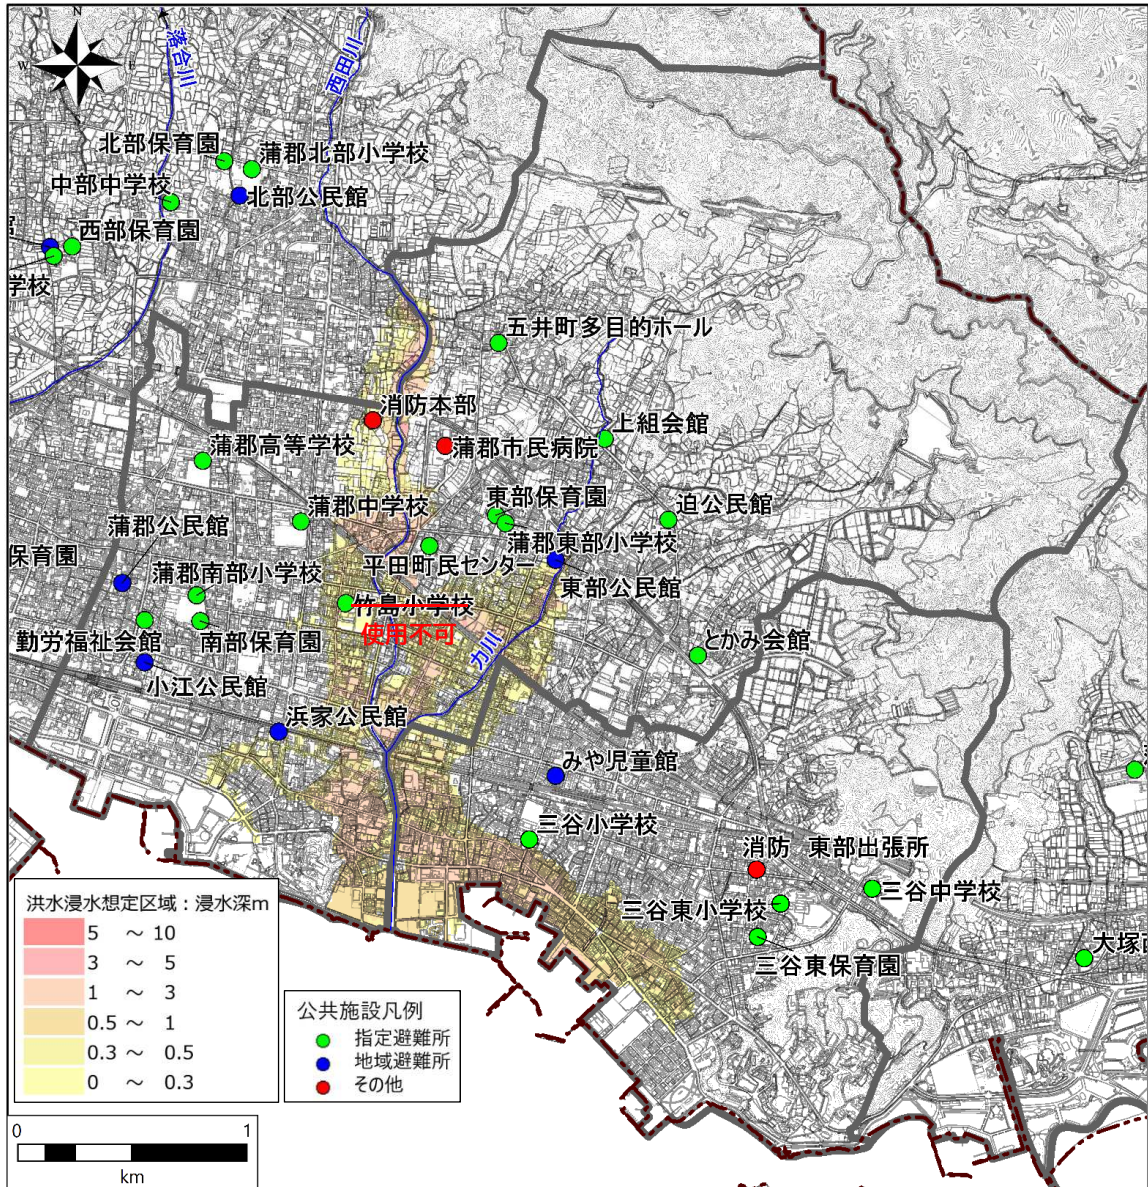 N
W
E
S
落合川
西田川
北部保育園
蒲郡北部小学校
中部中学校
北部公民館
西部保育園
館
学校
五井町多目的ホール
消防本部
上組会館
蒲郡市民病院
蒲郡高等学校
東部保育園
迫公民館
蒲郡中学校
蒲郡公民館
蒲郡東部小学校
保育園
平田町民センター
東部公民館
蒲郡南部小学校
竹島小学校
使用不可
勤労福祉会館
南部保育園
力川
とかみ会館
小江公民館
浜家公民館
みや児童館
三谷小学校
消防 東部出張所
三谷中学校
三谷東小学校
三谷東保育園
大塚
洪水浸水想定区域：浸水深m
5 ～ 10
3 ～ 5
1 ～ 3
0.5 ～ 1
0.3 ～ 0.5
0 ～ 0.3
公共施設凡例
指定避難所
地域避難所
その他
0 1
km